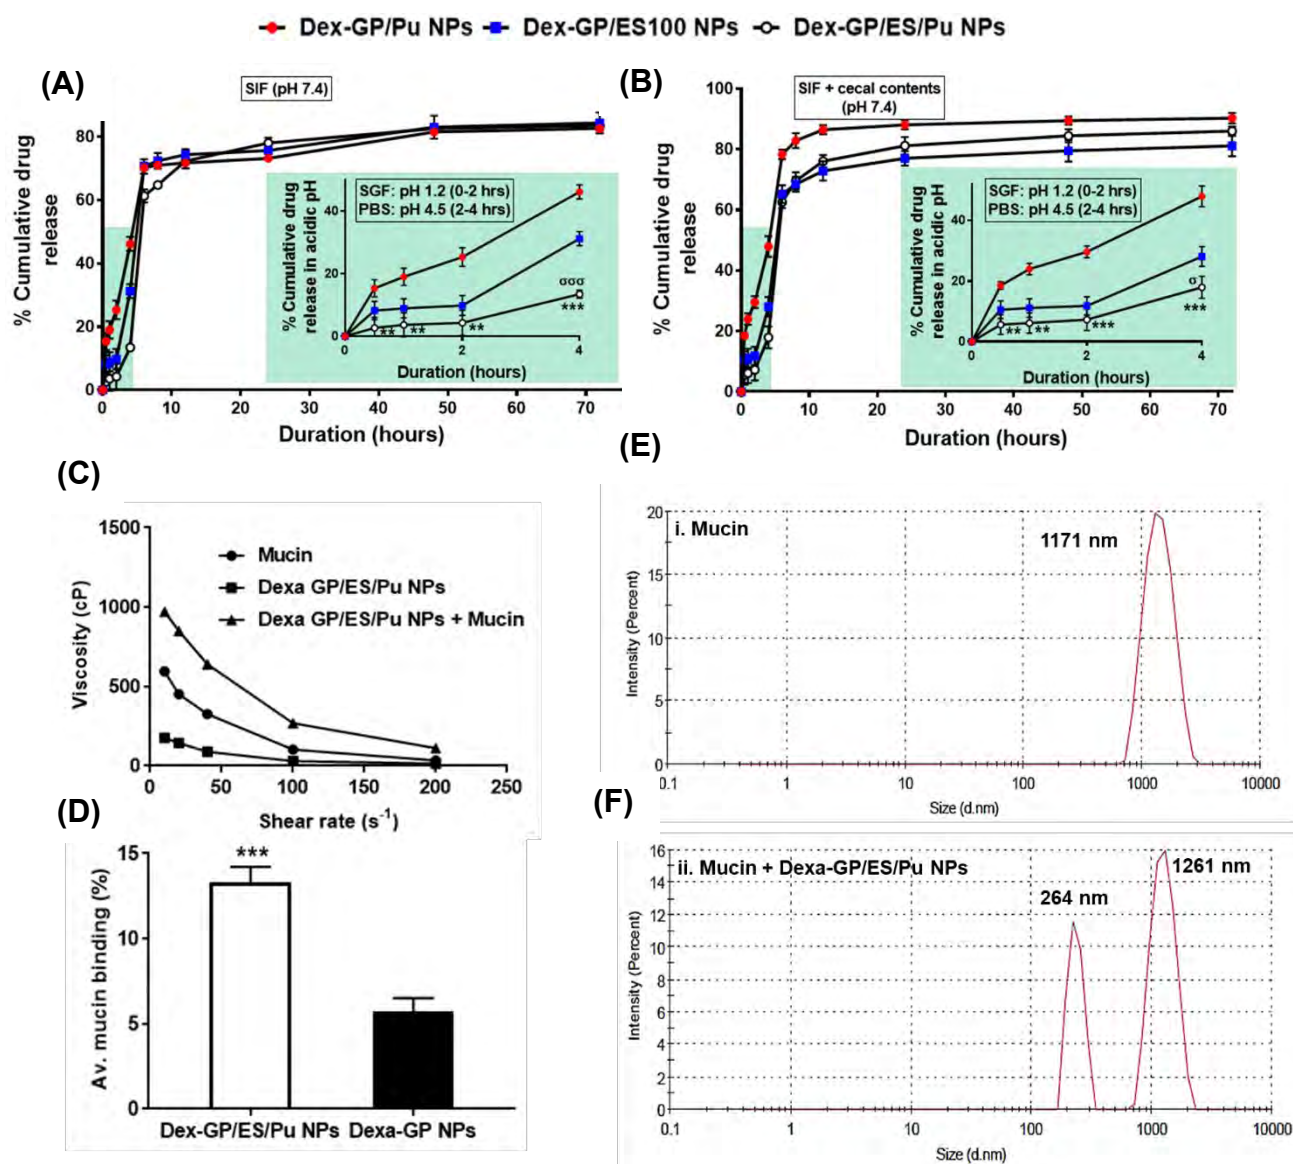 Dex-GP/Pu NPs Dex-GP/ES100 NPs Dex-GP/ES/Pu NPs
(A)
SIF (pH 7.4)
% Cumulative drug
release
80
60
40
20
0
0 10 20 30 40 50 60 70
Duration (hours)
SGF: pH 1.2 (0-2 hrs)
PBS: pH 4.5 (2-4 hrs)
% Cumulative drug
release in acidic pH
40
20
0
0 2 4
** ** ** σσσ
***
Duration (hours)
(B)
SIF + cecal contents
(pH 7.4)
% Cumulative drug
release
100
80
60
40
20
0
0 10 20 30 40 50 60 70
Duration (hours)
SGF: pH 1.2 (0-2 hrs)
PBS: pH 4.5 (2-4 hrs)
% Cumulative drug
release in acidic pH
40
20
0
0 2 4
** ** *** σ
***
Duration (hours)
(C)
Viscosity (cP)
1500
1000
500
0
0 50 100 150 200 250
Mucin
Dexa GP/ES/Pu NPs
Dexa GP/ES/Pu NPs + Mucin
Shear rate (s⁻¹)
(D)
Av. mucin binding (%)
15
10
5
0
***
Dex-GP/ES/Pu NPs Dexa-GP NPs
(E)
i. Mucin
1171 nm
Intensity (Percent)
20
15
10
5
0
0.1 1 10 100 1000 10000
Size (d.nm)
(F)
ii. Mucin + Dexa-GP/ES/Pu NPs
264 nm
1261 nm
Intensity (Percent)
16
14
12
10
8
6
4
2
0
0.1 1 10 100 1000 10000
Size (d.nm)